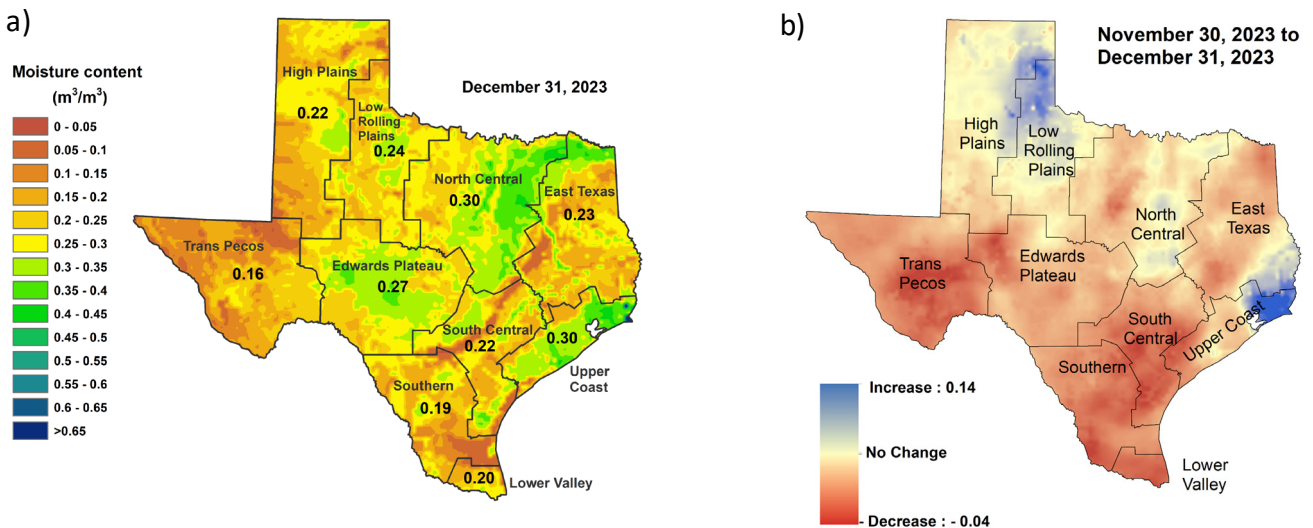 a)
Moisture content
(m³/m³)
0 - 0.05
0.05 - 0.1
0.1 - 0.15
0.15 - 0.2
0.2 - 0.25
0.25 - 0.3
0.3 - 0.35
0.35 - 0.4
0.4 - 0.45
0.45 - 0.5
0.5 - 0.55
0.55 - 0.6
0.6 - 0.65
>0.65
December 31, 2023
High Plains
0.22
Low
Rolling
Plains
0.24
North Central
0.30
East Texas
0.23
Trans Pecos
0.16
Edwards Plateau
0.27
South Central
0.22
0.30
Upper
Coast
Southern
0.19
0.20
Lower Valley
b)
November 30, 2023 to
December 31, 2023
High
Plains
Low
Rolling
Plains
North
Central
East
Texas
Trans
Pecos
Edwards
Plateau
South
Central
Upper Coast
Southern
Lower
Valley
Increase : 0.14
No Change
Decrease : - 0.04